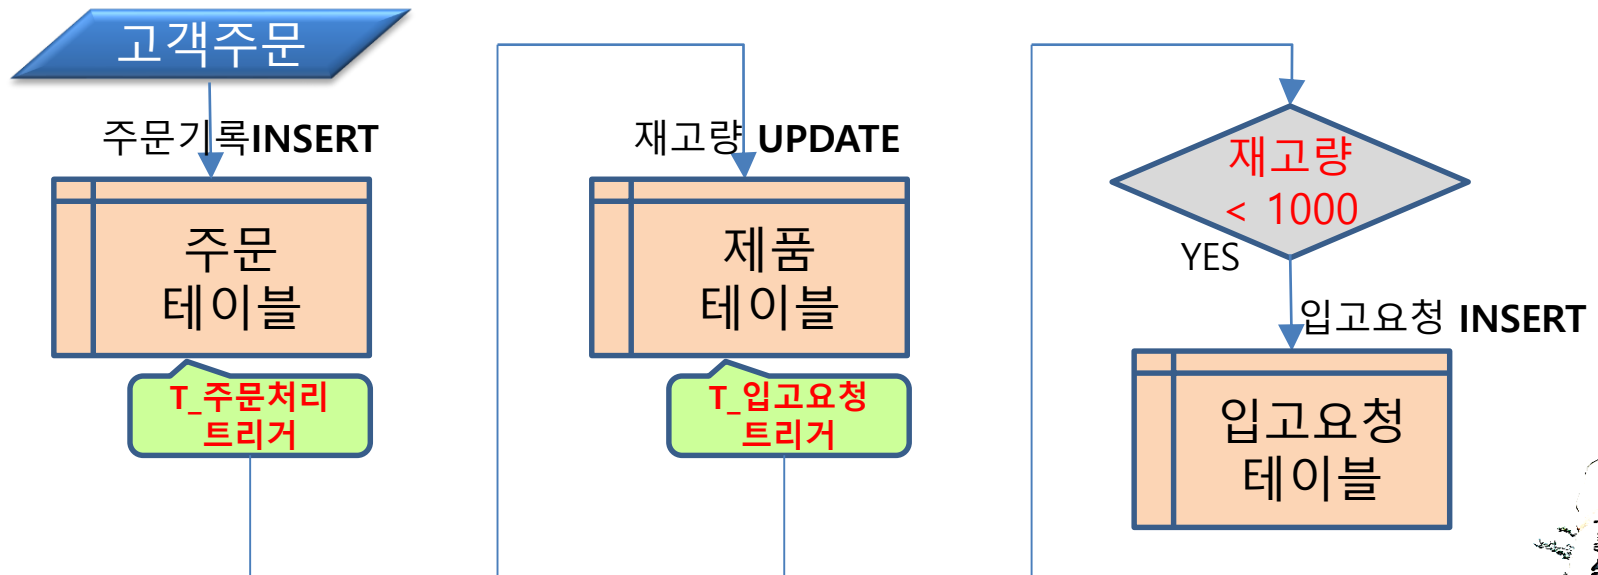 고객주문
주문기록INSERT
주문
테이블
T_주문처리
트리거
재고량 UPDATE
제품
테이블
T_입고요청
트리거
재고량
< 1000
YES
입고요청 INSERT
입고요청
테이블